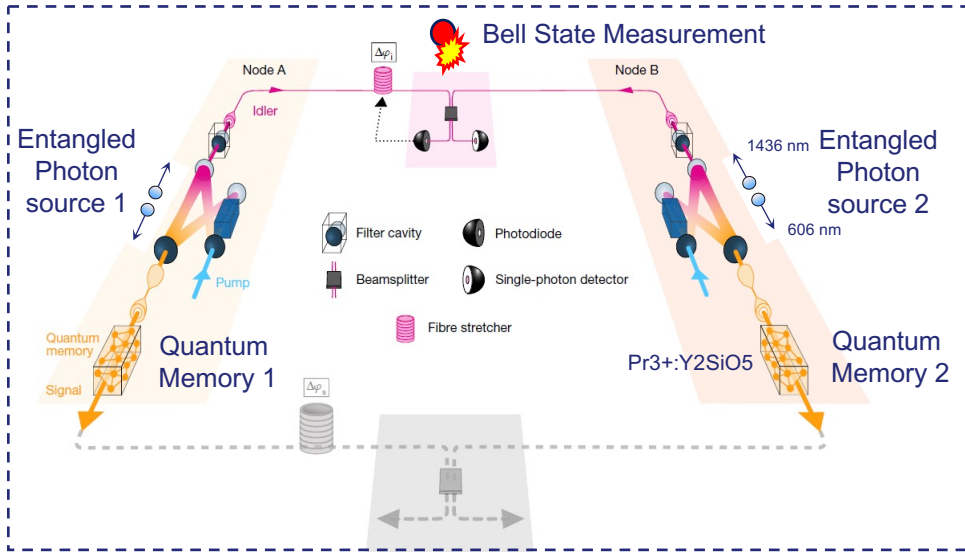 Bell State Measurement
Δφi
Node A
Node B
Idler
Entangled
Photon
source 1
1436 nm
606 nm
Entangled
Photon
source 2
Filter cavity
Photodiode
Beamsplitter
Single-photon detector
Fibre stretcher
Pump
Quantum
memory
Signal
Quantum
Memory 1
Pr3+:Y2SiO5
Quantum
Memory 2
Δφs